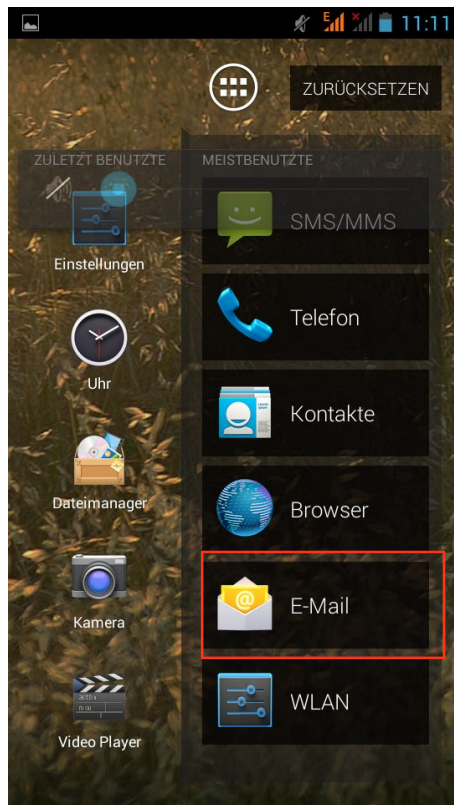 E 11:11
ZURÜCKSETZEN
ZULETZT BENUTZTE
MEISTBENUTZTE
Einstellungen
Uhr
Dateimanager
Kamera
Video Player
SMS/MMS
Telefon
Kontakte
Browser
@
E-Mail
WLAN